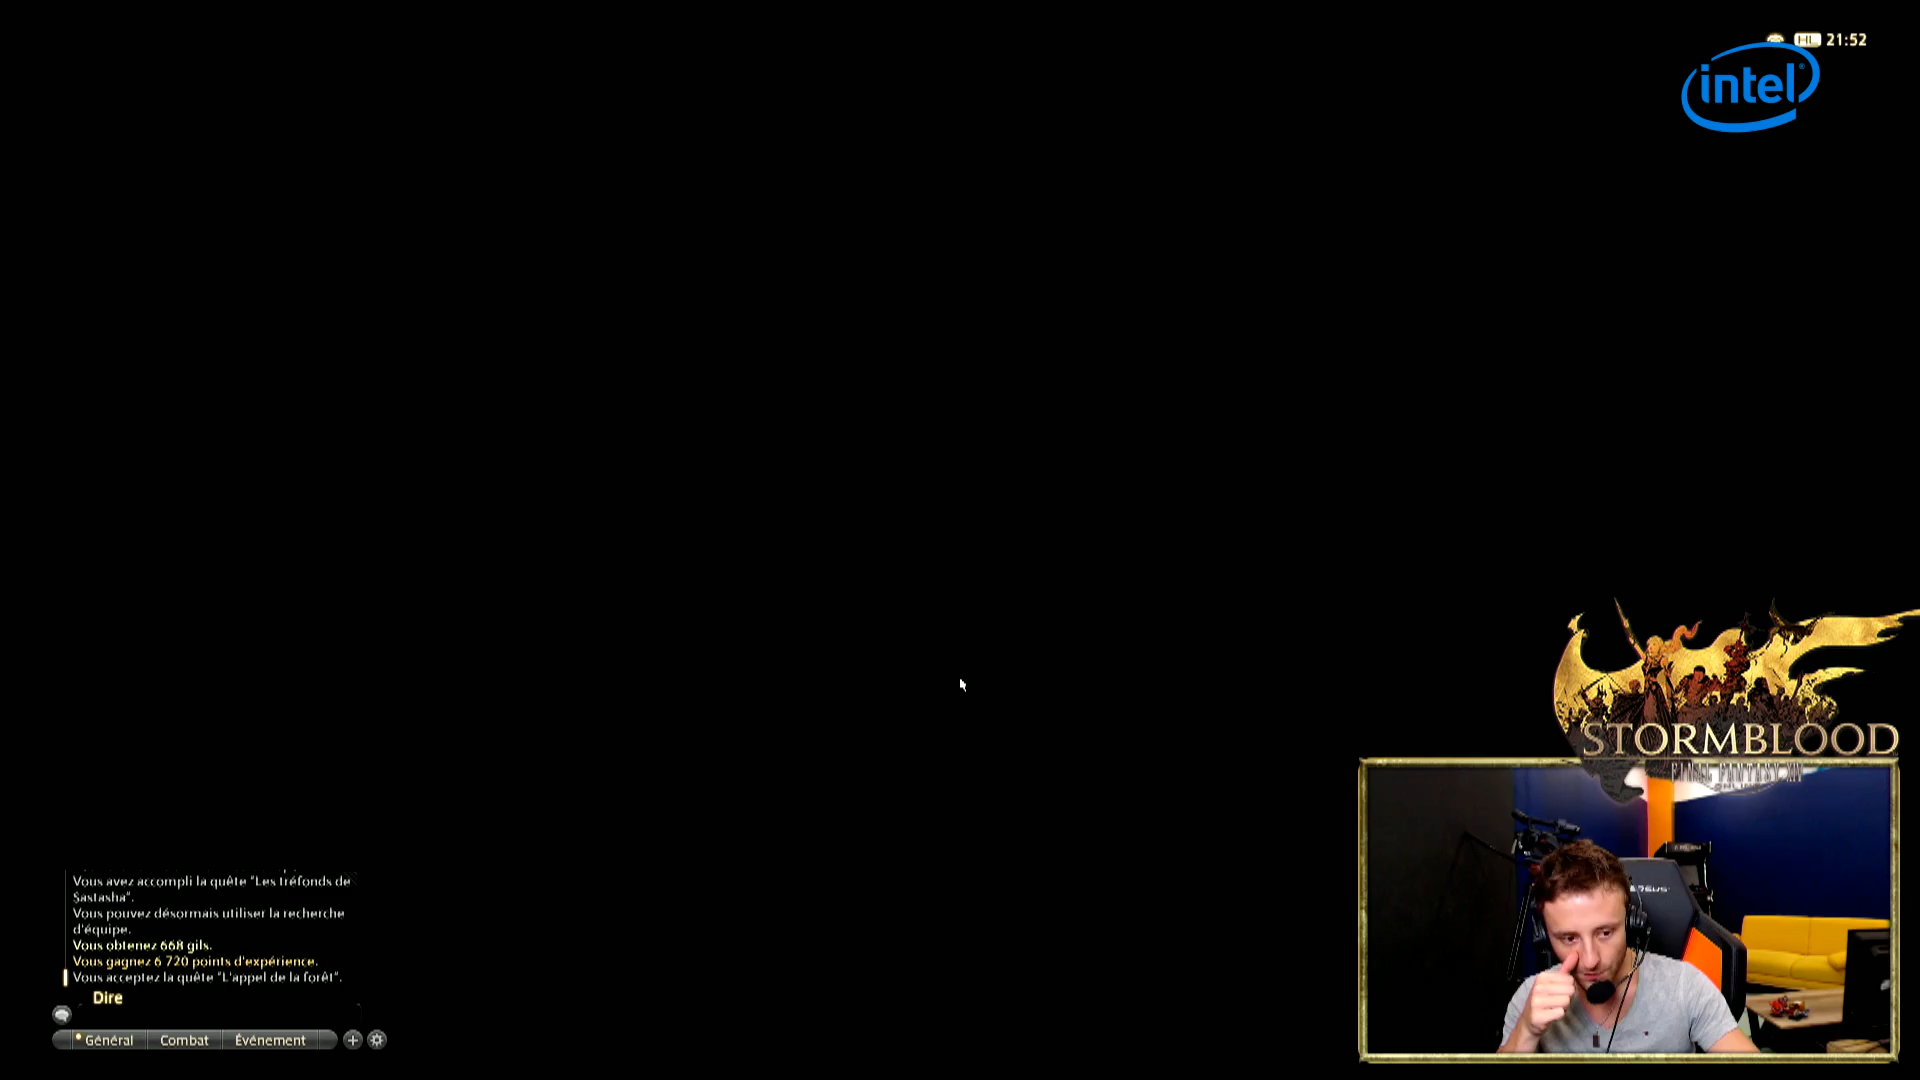 HL 21:52
intel
STORMBLOOD
FINAL FANTASY XIV
ONLINE
Vous avez accompli la quête "Les tréfonds de
Sastasha".
Vous pouvez désormais utiliser la recherche
d'équipe.
Vous obtenez 668 gils.
Vous gagnez 6 720 points d'expérience.
Vous acceptez la quête "L'appel de la forêt".
Dire
Général Combat Événement